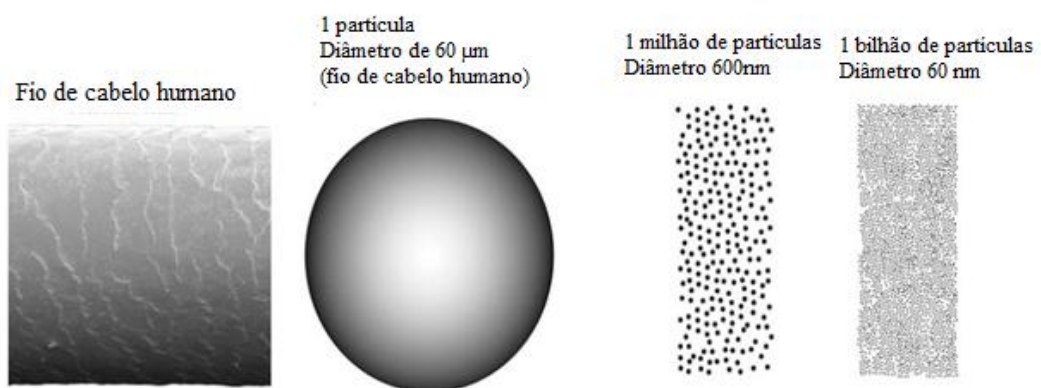 Fio de cabelo humano
1 partícula
Diâmetro de 60 μm
(fio de cabelo humano)
1 milhão de partículas
Diâmetro 600nm
1 bilhão de partículas
Diâmetro 60 nm